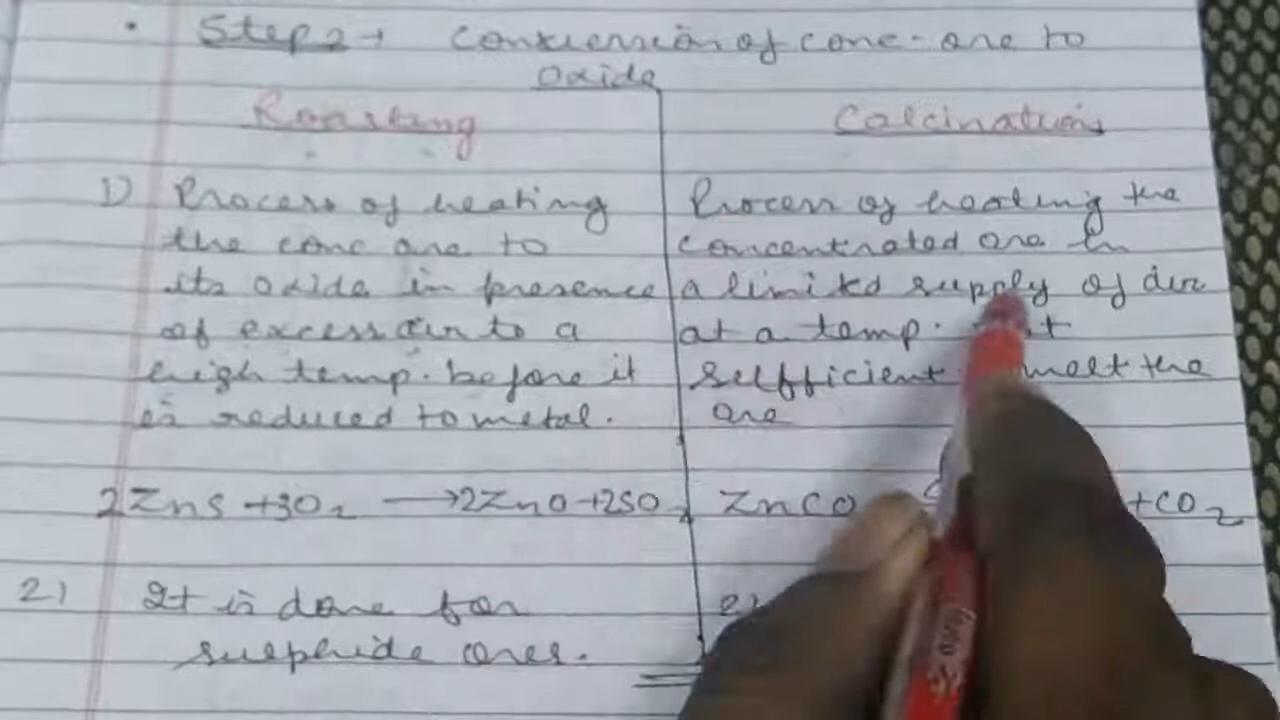 • Step 2 → Conversion of conc. ore to
oxide
Roasting
1) Process of heating
the conc ore to
its oxide in presence
of excess air to a
high temp. before it
is reduced to metal.
2ZnS + 3O2 → 2ZnO + 2SO2
2) It is done for
sulphide ores.
Calcination
Process of heating the
concentrated ore in
a limited supply of air
at a temp.
sufficient melt the
ore
ZnCO +CO2
2)